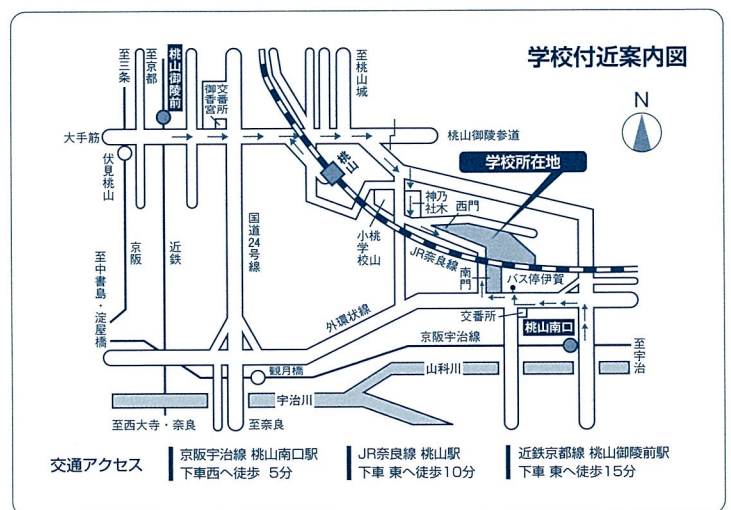 学校付近案内図
N
至三条
至京都
桃山御陵前
交番所
御香宮
至桃山城
大手筋
桃山御陵参道
伏見桃山
桃山
学校所在地
乃木
神社
西門
桃山
小学校
国道24号線
JR奈良線
南門
バス停伊賀
京阪
近鉄
至中書島・淀屋橋
外環状線
交番所
桃山南口
京阪宇治線
至宇治
観月橋
山科川
宇治川
至西大寺・奈良
至奈良
交通アクセス
京阪宇治線 桃山南口駅
下車西へ徒歩 5分
JR奈良線 桃山駅
下車 東へ徒歩10分
近鉄京都線 桃山御陵前駅
下車 東へ徒歩15分